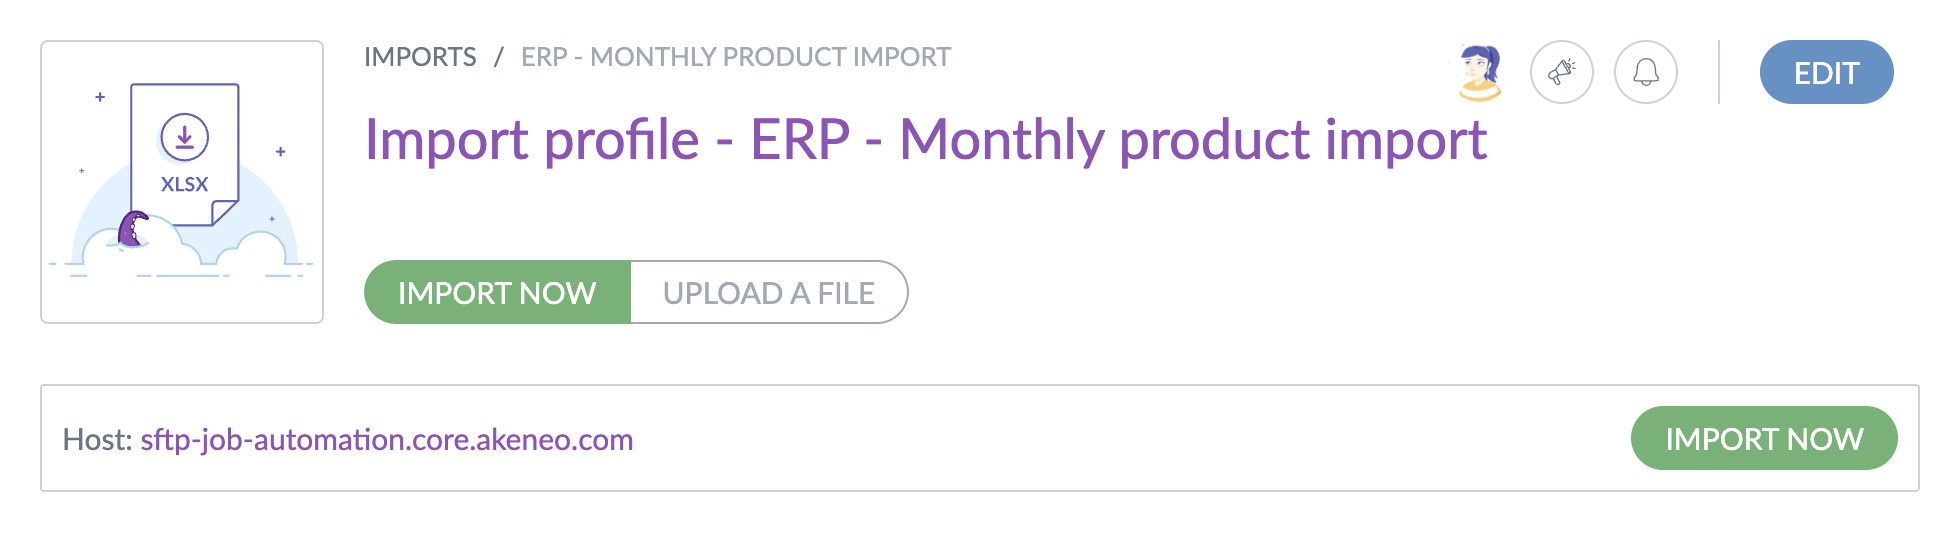 IMPORTS / ERP - MONTHLY PRODUCT IMPORT
EDIT
Import profile - ERP - Monthly product import
XLSX
IMPORT NOW
UPLOAD A FILE
Host: sftp-job-automation.core.akeneo.com
IMPORT NOW